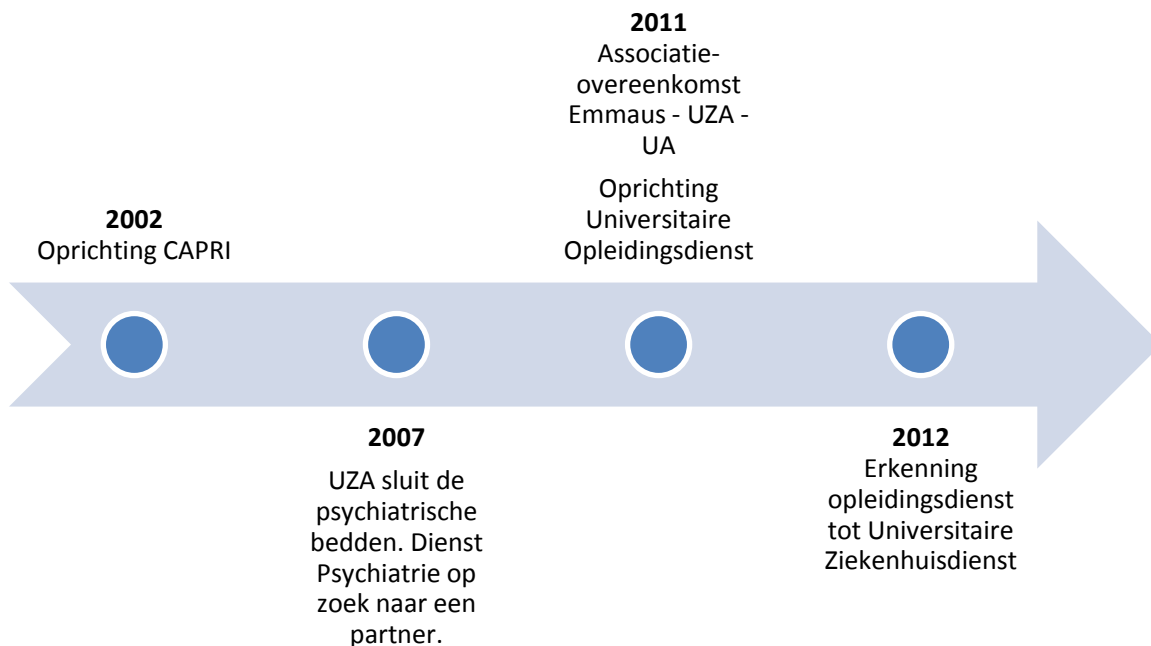 2002
Oprichting CAPRI
2007
UZA sluit de
psychiatrische
bedden. Dienst
Psychiatrie op
zoek naar een
partner.
2011
Associatie-
overeenkomst
Emmaus - UZA -
UA
Oprichting
Universitaire
Opleidingsdienst
2012
Erkenning
opleidingsdienst
tot Universitaire
Ziekenhuisdienst